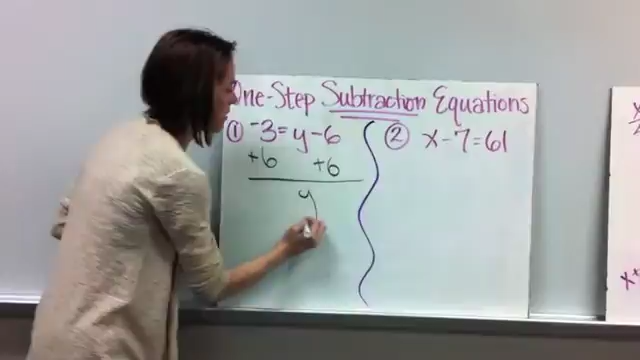 One-Step Subtraction Equations
① -3 = y - 6
+6 +6
y
② x - 7 = 61
x
x